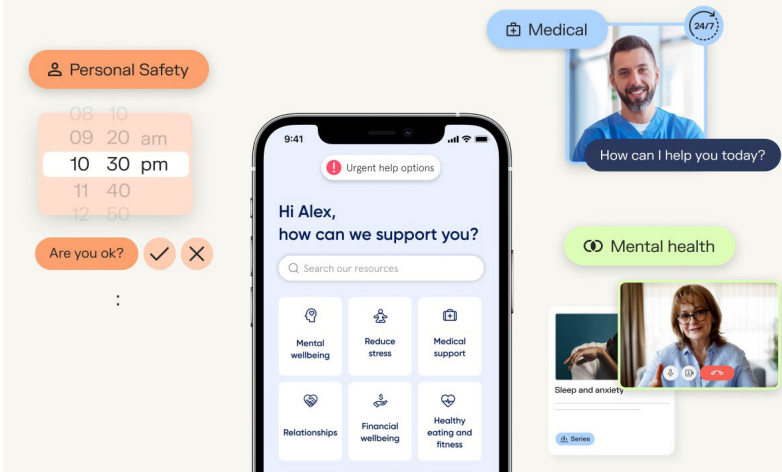 Personal Safety
08 10
09 20 am
10 30 pm
11 40
12 50
Are you ok?
:
9:41
Urgent help options
Hi Alex,
how can we support you?
Search our resources
Mental
wellbeing
Reduce
stress
Medical
support
Relationships
Financial
wellbeing
Healthy
eating and
fitness
Medical
24/7
How can I help you today?
Mental health
Sleep and anxiety
Series